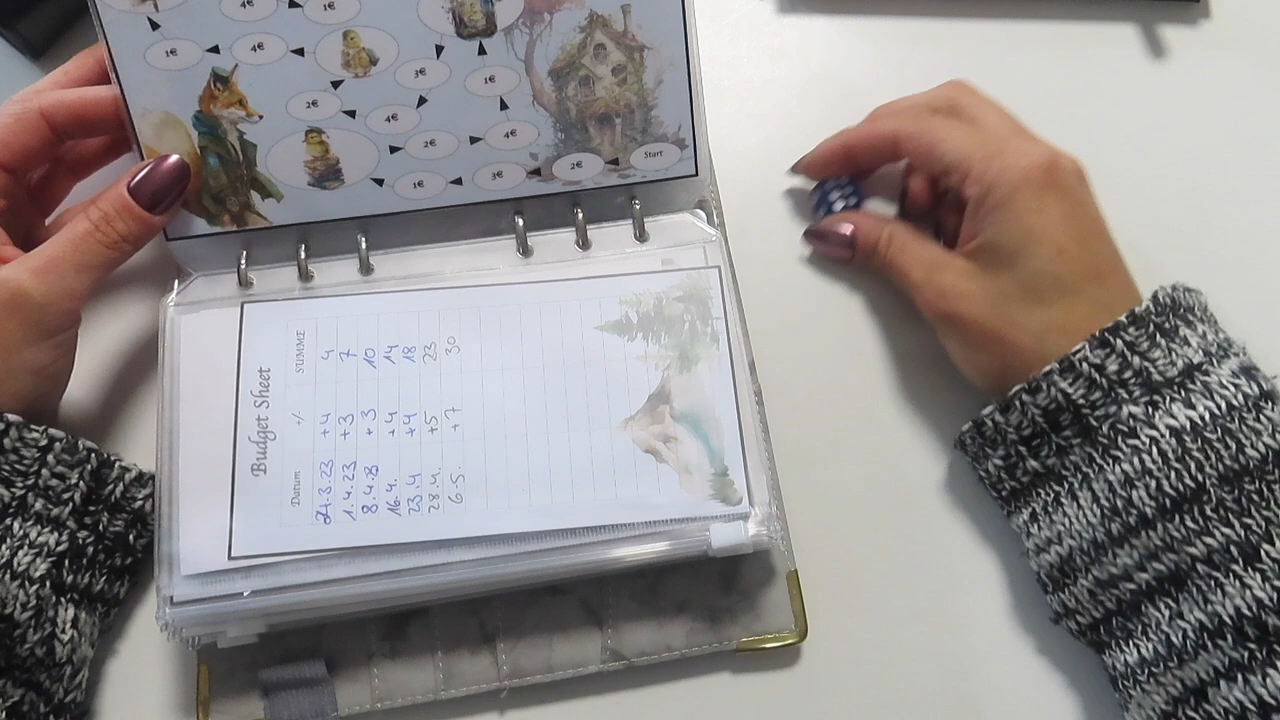 4€ 1€
1€ 4€
3€ 1€
2€ 4€ 2€ 4€
1€ 3€ 2€ Start
Budget Sheet
Datum +/- SUMME
24.3.23 +4 4
1.4.23 +3 7
8.4.23 +3 10
16.4. +4 14
23.4 +4 18
28.4. +5 23
6.5. +7 30